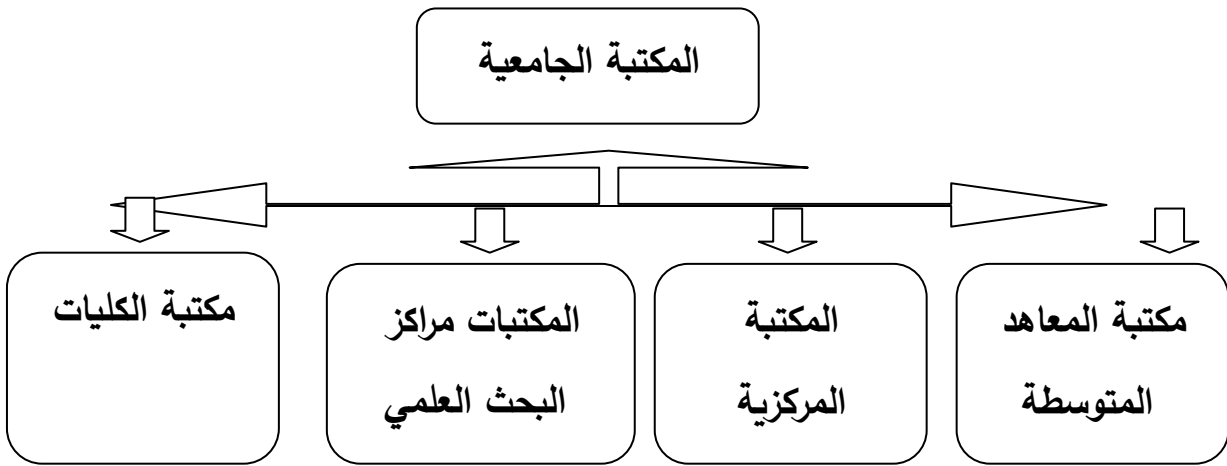 المكتبة الجامعية
مكتبة المعاهد
المتوسطة
المكتبة
المركزية
المكتبات مراكز
البحث العلمي
مكتبة الكليات